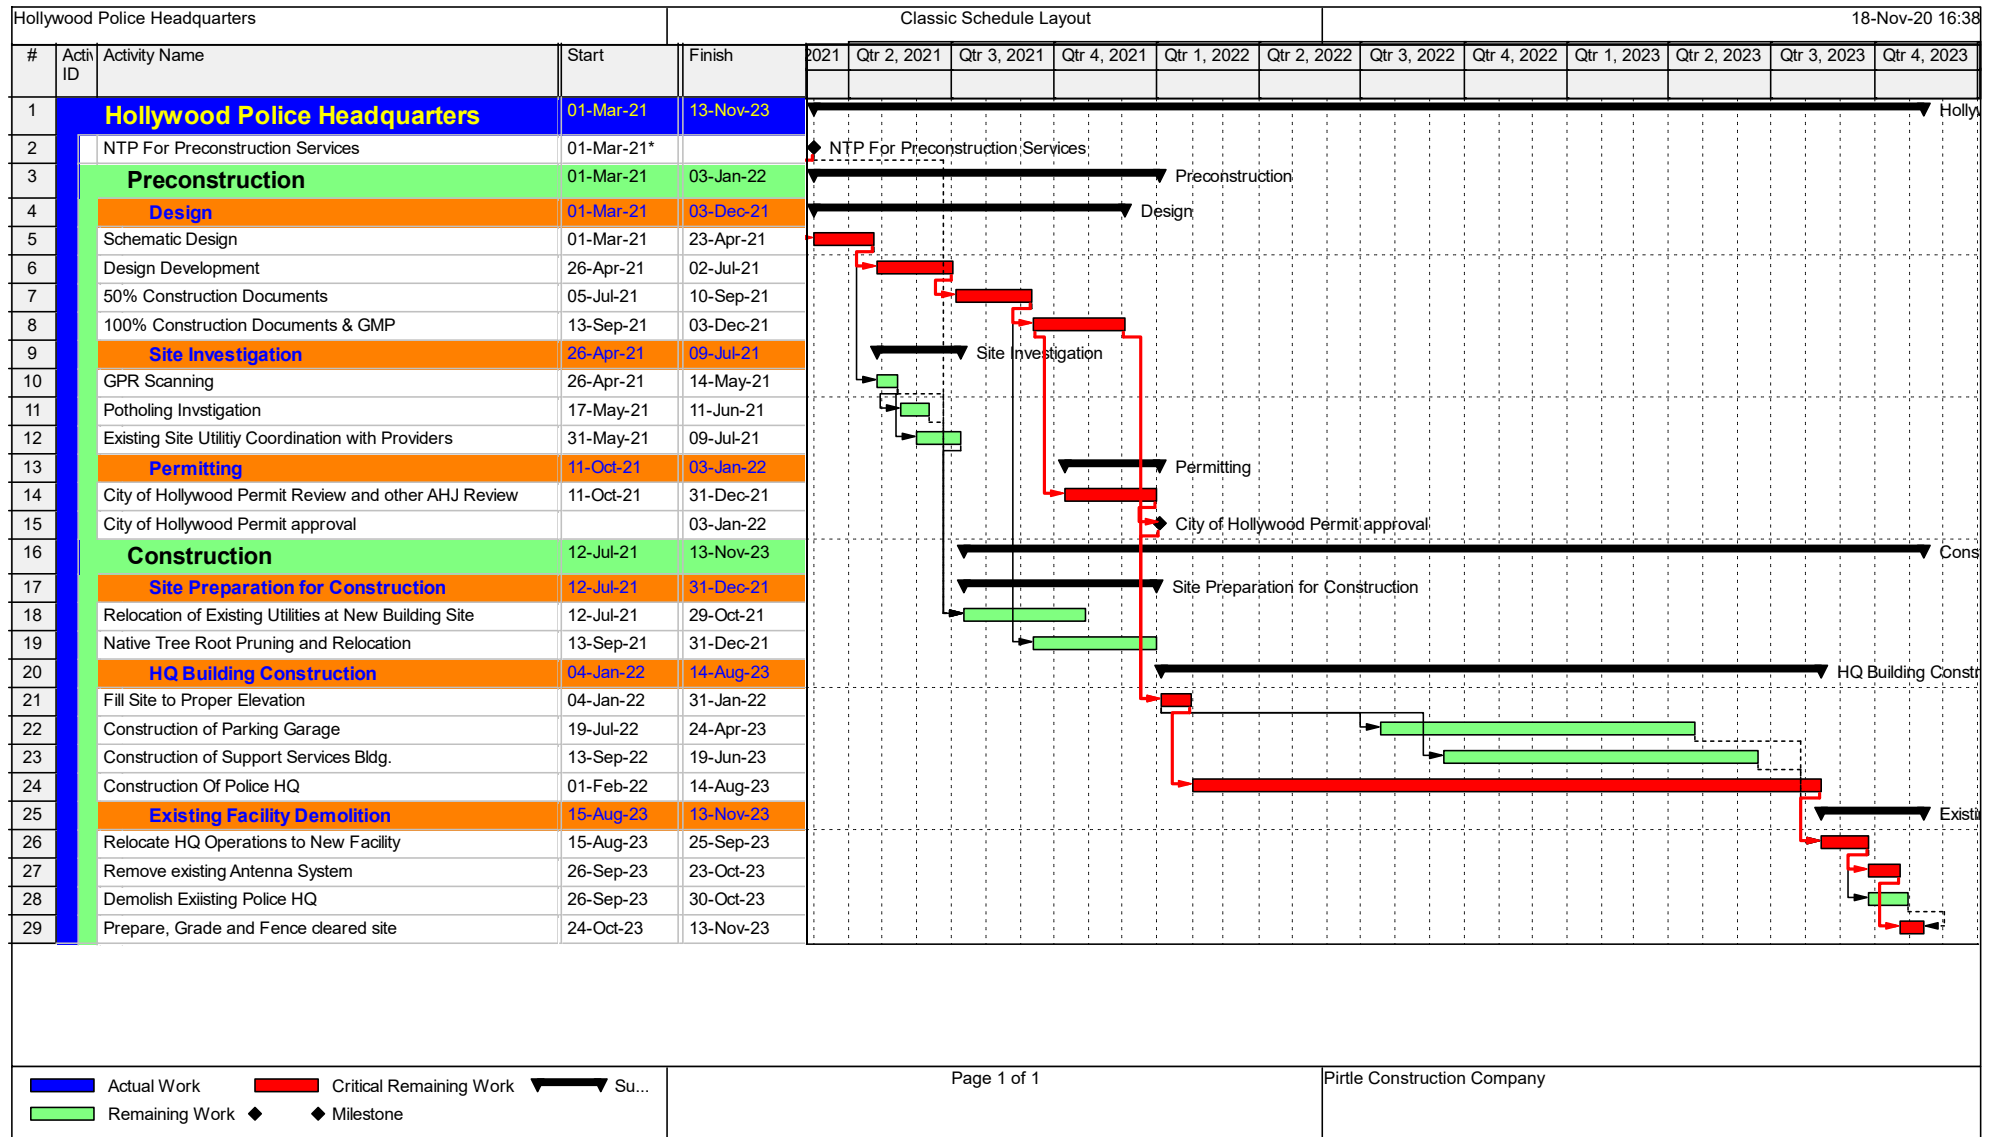 Hollywood Police Headquarters Classic Schedule Layout 18-Nov-20 16:38
# Activ ID Activity Name Start Finish 2021 Qtr 2, 2021 Qtr 3, 2021 Qtr 4, 2021 Qtr 1, 2022 Qtr 2, 2022 Qtr 3, 2022 Qtr 4, 2022 Qtr 1, 2023 Qtr 2, 2023 Qtr 3, 2023 Qtr 4, 2023
1 Hollywood Police Headquarters 01-Mar-21 13-Nov-23 Holly
2 NTP For Preconstruction Services 01-Mar-21* NTP For Preconstruction Services
3 Preconstruction 01-Mar-21 03-Jan-22 Preconstruction
4 Design 01-Mar-21 03-Dec-21 Design
5 Schematic Design 01-Mar-21 23-Apr-21
6 Design Development 26-Apr-21 02-Jul-21
7 50% Construction Documents 05-Jul-21 10-Sep-21
8 100% Construction Documents & GMP 13-Sep-21 03-Dec-21
9 Site Investigation 26-Apr-21 09-Jul-21 Site Investigation
10 GPR Scanning 26-Apr-21 14-May-21
11 Potholing Invstigation 17-May-21 11-Jun-21
12 Existing Site Utilitiy Coordination with Providers 31-May-21 09-Jul-21
13 Permitting 11-Oct-21 03-Jan-22 Permitting
14 City of Hollywood Permit Review and other AHJ Review 11-Oct-21 31-Dec-21
15 City of Hollywood Permit approval 03-Jan-22 City of Hollywood Permit approval
16 Construction 12-Jul-21 13-Nov-23 Cons
17 Site Preparation for Construction 12-Jul-21 31-Dec-21 Site Preparation for Construction
18 Relocation of Existing Utilities at New Building Site 12-Jul-21 29-Oct-21
19 Native Tree Root Pruning and Relocation 13-Sep-21 31-Dec-21
20 HQ Building Construction 04-Jan-22 14-Aug-23 HQ Building Constr
21 Fill Site to Proper Elevation 04-Jan-22 31-Jan-22
22 Construction of Parking Garage 19-Jul-22 24-Apr-23
23 Construction of Support Services Bldg. 13-Sep-22 19-Jun-23
24 Construction Of Police HQ 01-Feb-22 14-Aug-23
25 Existing Facility Demolition 15-Aug-23 13-Nov-23 Existi
26 Relocate HQ Operations to New Facility 15-Aug-23 25-Sep-23
27 Remove existing Antenna System 26-Sep-23 23-Oct-23
28 Demolish Exiisting Police HQ 26-Sep-23 30-Oct-23
29 Prepare, Grade and Fence cleared site 24-Oct-23 13-Nov-23
Actual Work Critical Remaining Work Su... Page 1 of 1 Pirtle Construction Company
Remaining Work Milestone